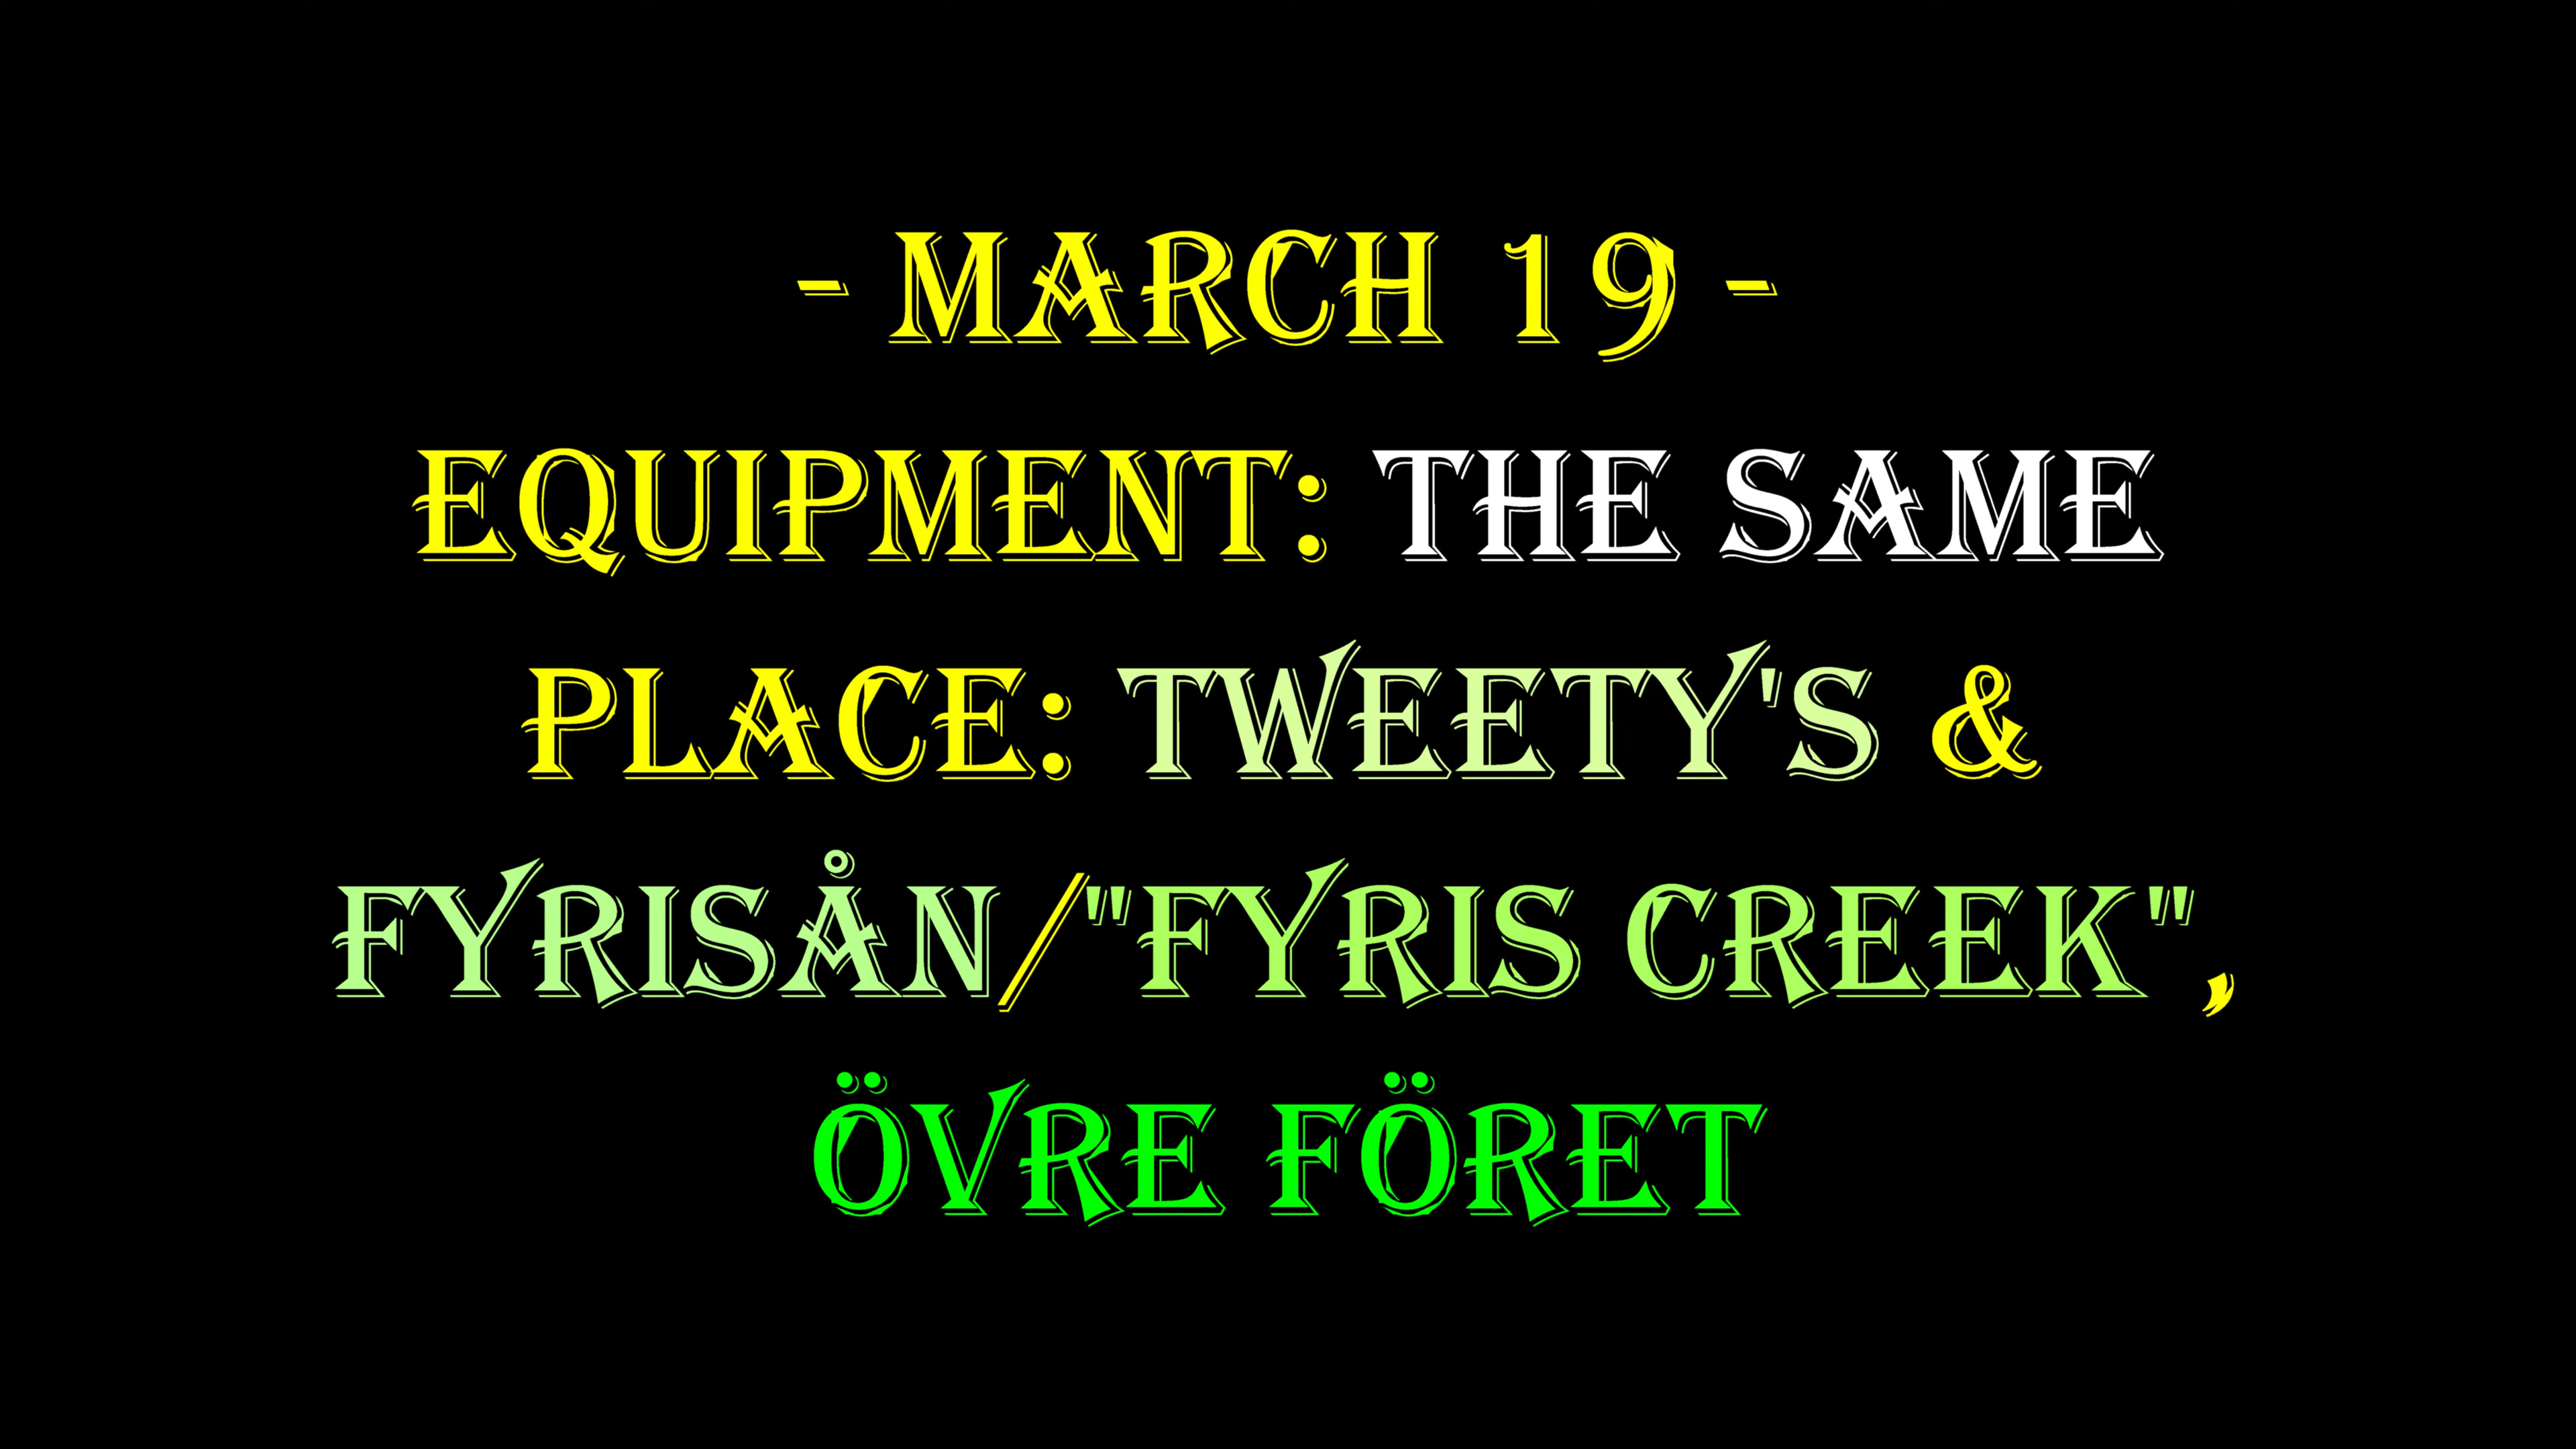 - MARCH 19 -
EQUIPMENT: THE SAME
PLACE: TWEETY'S &
FYRISÅN/"FYRIS CREEK",
ÖVRE FÖRET